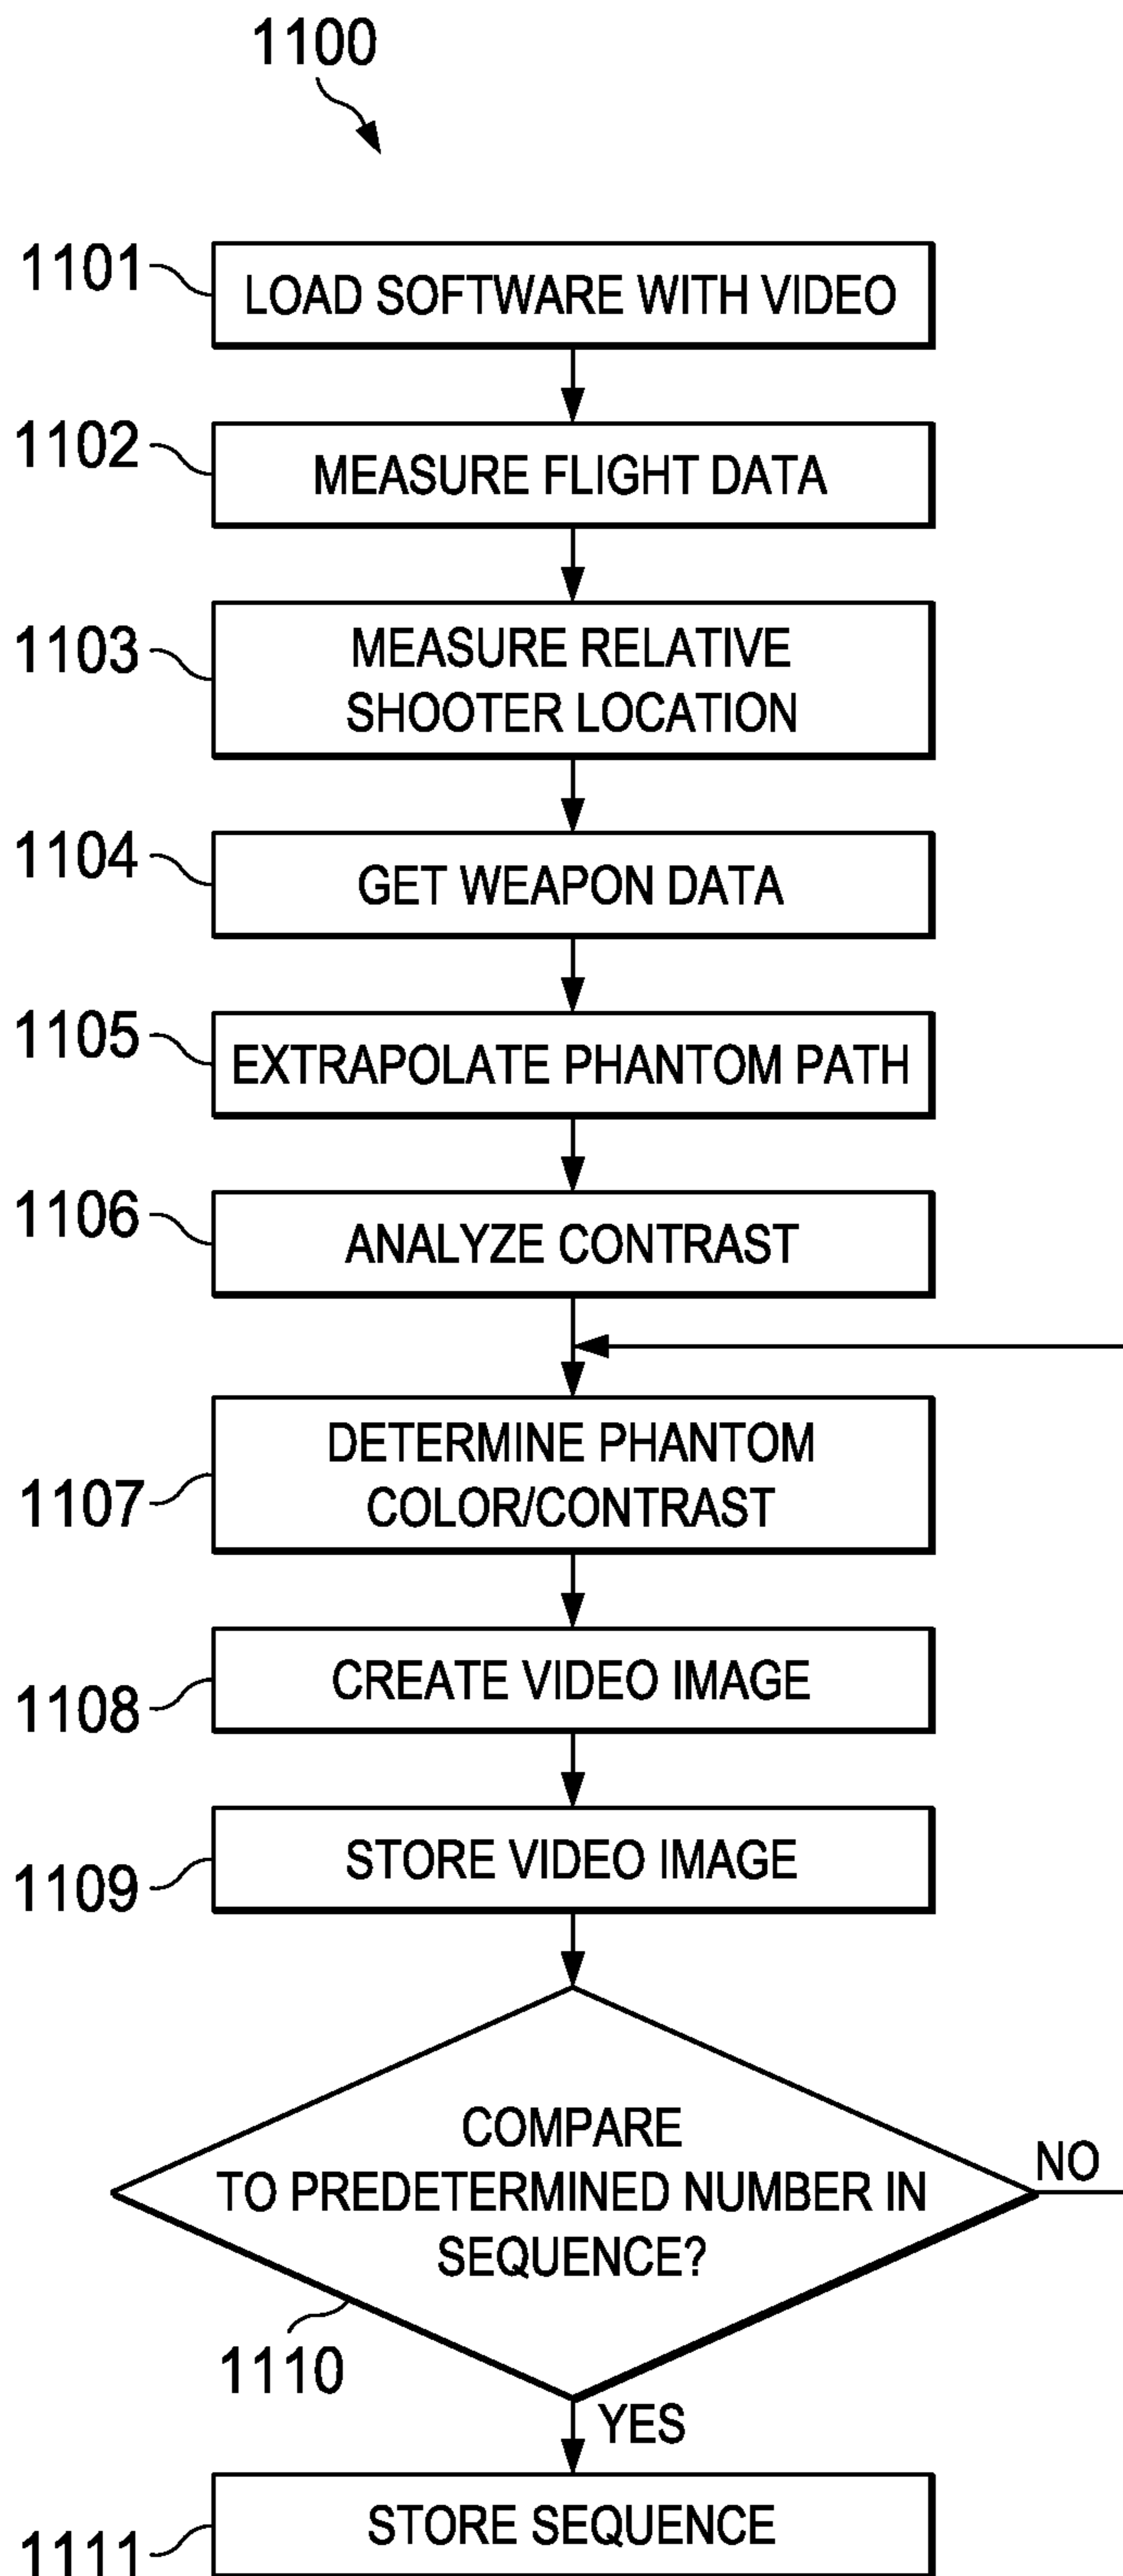 1100
1101
LOAD SOFTWARE WITH VIDEO
1102
MEASURE FLIGHT DATA
1103
MEASURE RELATIVE
SHOOTER LOCATION
1104
GET WEAPON DATA
1105
EXTRAPOLATE PHANTOM PATH
1106
ANALYZE CONTRAST
1107
DETERMINE PHANTOM
COLOR/CONTRAST
1108
CREATE VIDEO IMAGE
1109
STORE VIDEO IMAGE
COMPARE
TO PREDETERMINED NUMBER IN
SEQUENCE?
NO
1110
YES
1111
STORE SEQUENCE